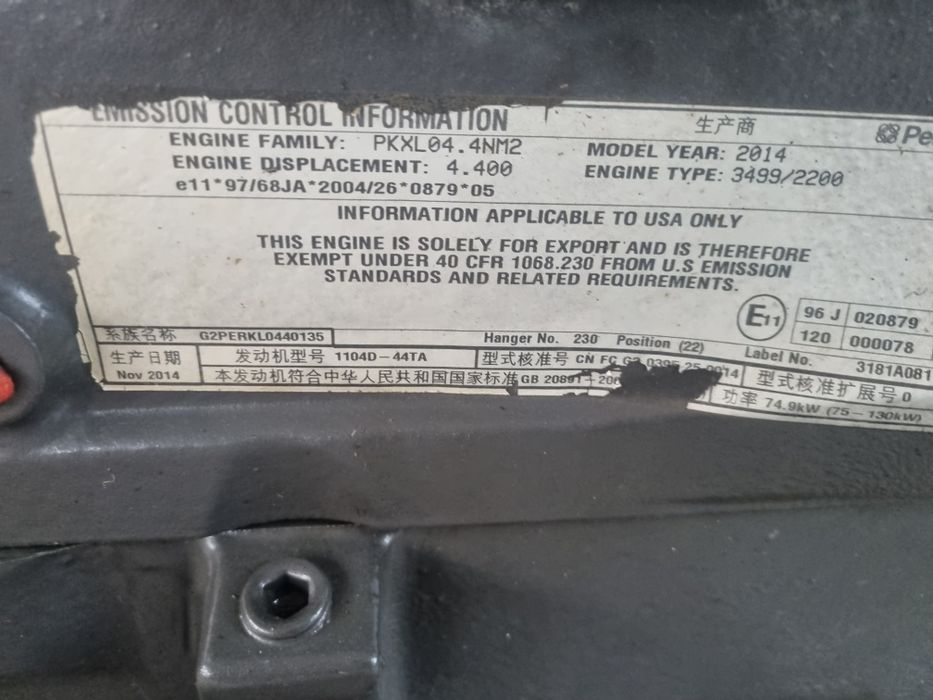 EMISSION CONTROL INFORMATION
生产商
ENGINE FAMILY: PKXL04.4NM2
MODEL YEAR: 2014
ENGINE DISPLACEMENT: 4.400
ENGINE TYPE: 3499/2200
e11*97/68JA*2004/26*0879*05
INFORMATION APPLICABLE TO USA ONLY
THIS ENGINE IS SOLELY FOR EXPORT AND IS THEREFORE
EXEMPT UNDER 40 CFR 1068.230 FROM U.S EMISSION
STANDARDS AND RELATED REQUIREMENTS.
E11
96 J 020879
120 000078
系族名称 G2PERKL0440135
Hanger No. 230 Position (22)
Label No. 3181A081
生产日期
Nov 2014
发动机型号 1104D-44TA
型式核准号 CN FC G2
型式核准扩展号 0
本发动机符合中华人民共和国国家标准 GB 20891
功率 74.9kW (75-130kW)